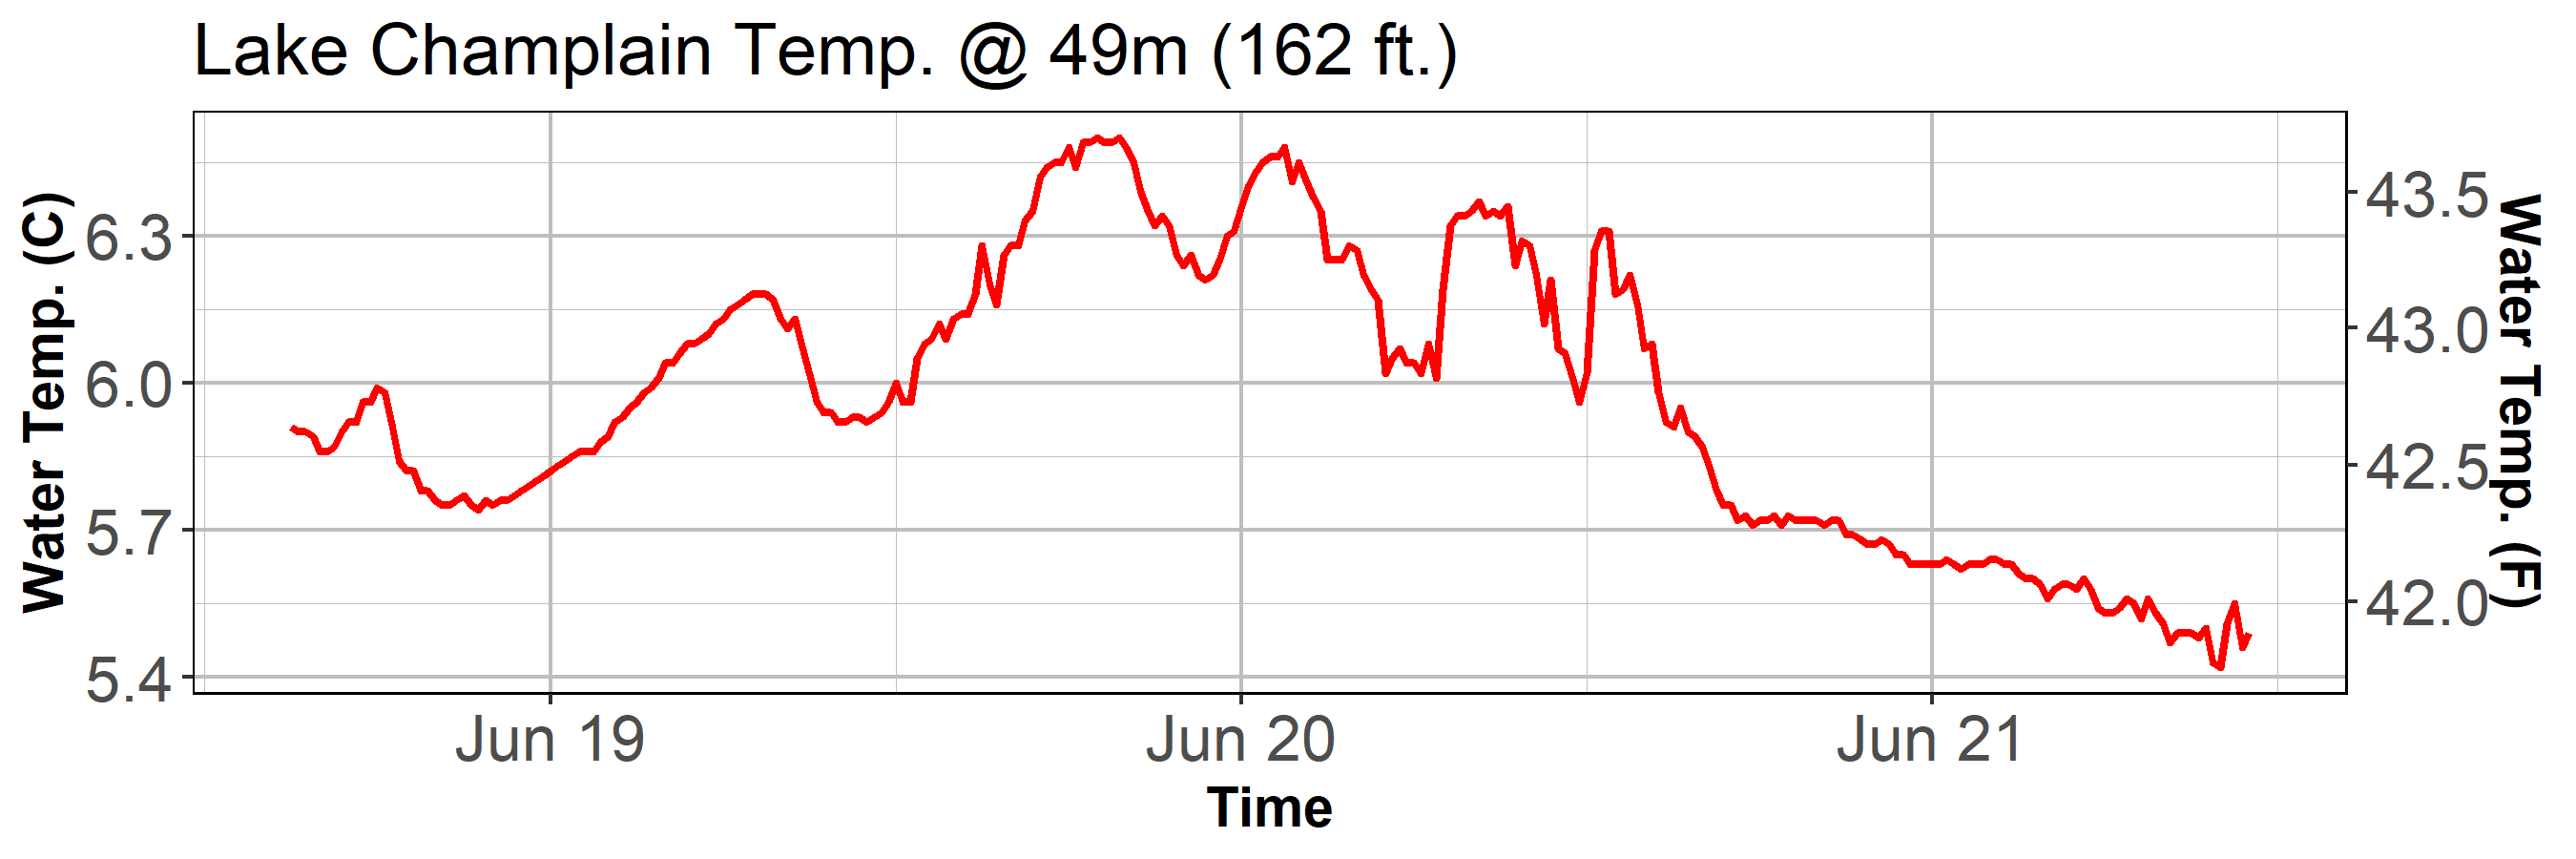 Lake Champlain Temp. @ 49m (162 ft.)
Water Temp. (C)
6.3
6.0
5.7
5.4
43.5
43.0
42.5
42.0
Water Temp. (F)
Jun 19
Jun 20
Jun 21
Time